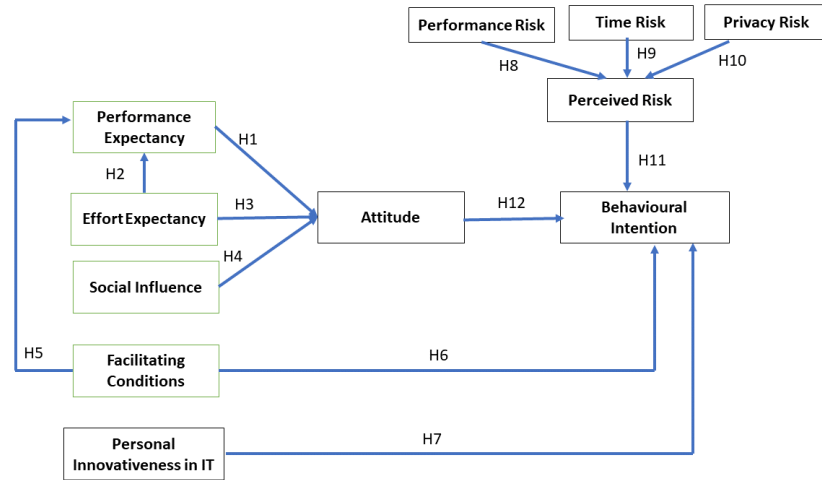 Performance Risk
Time Risk
Privacy Risk
H8
H9
H10
Perceived Risk
Performance
Expectancy
H1
H11
H2
Effort Expectancy
H3
Attitude
H12
Behavioural
Intention
H4
Social Influence
H5
Facilitating
Conditions
H6
Personal
Innovativeness in IT
H7